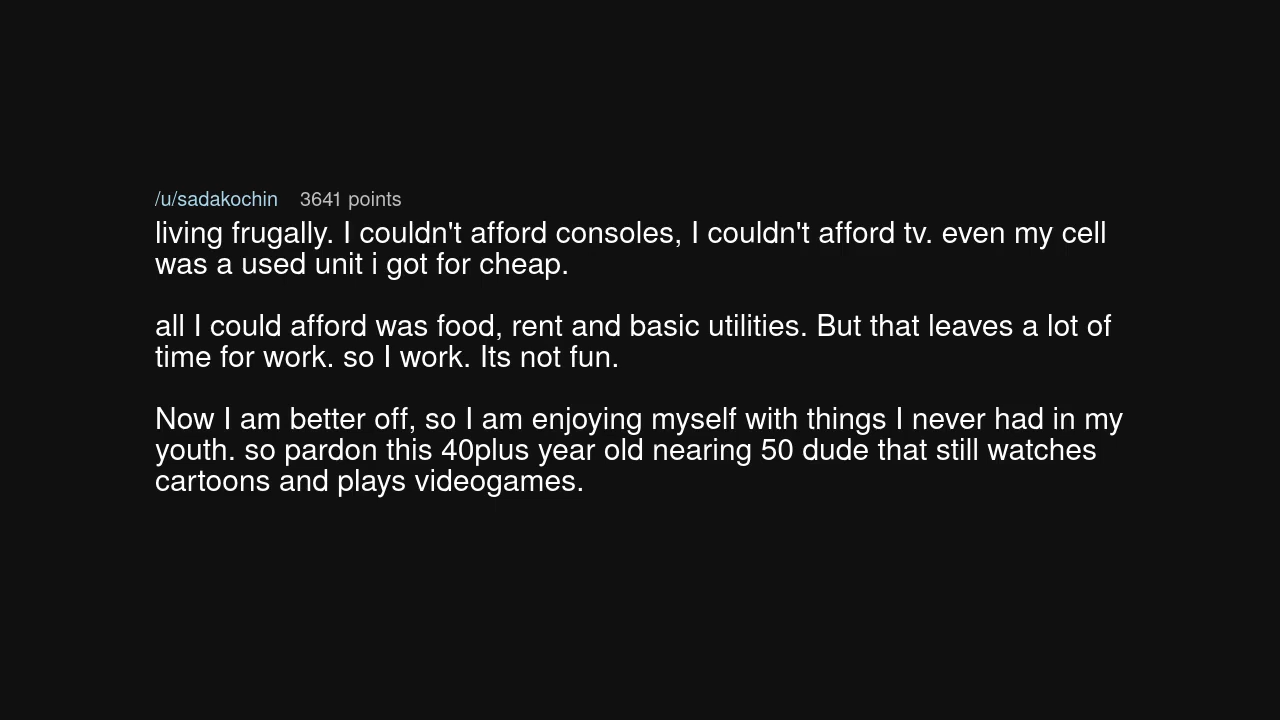 /u/sadakochin 3641 points
living frugally. I couldn't afford consoles, I couldn't afford tv. even my cell
was a used unit i got for cheap.
all I could afford was food, rent and basic utilities. But that leaves a lot of
time for work. so I work. Its not fun.
Now I am better off, so I am enjoying myself with things I never had in my
youth. so pardon this 40plus year old nearing 50 dude that still watches
cartoons and plays videogames.